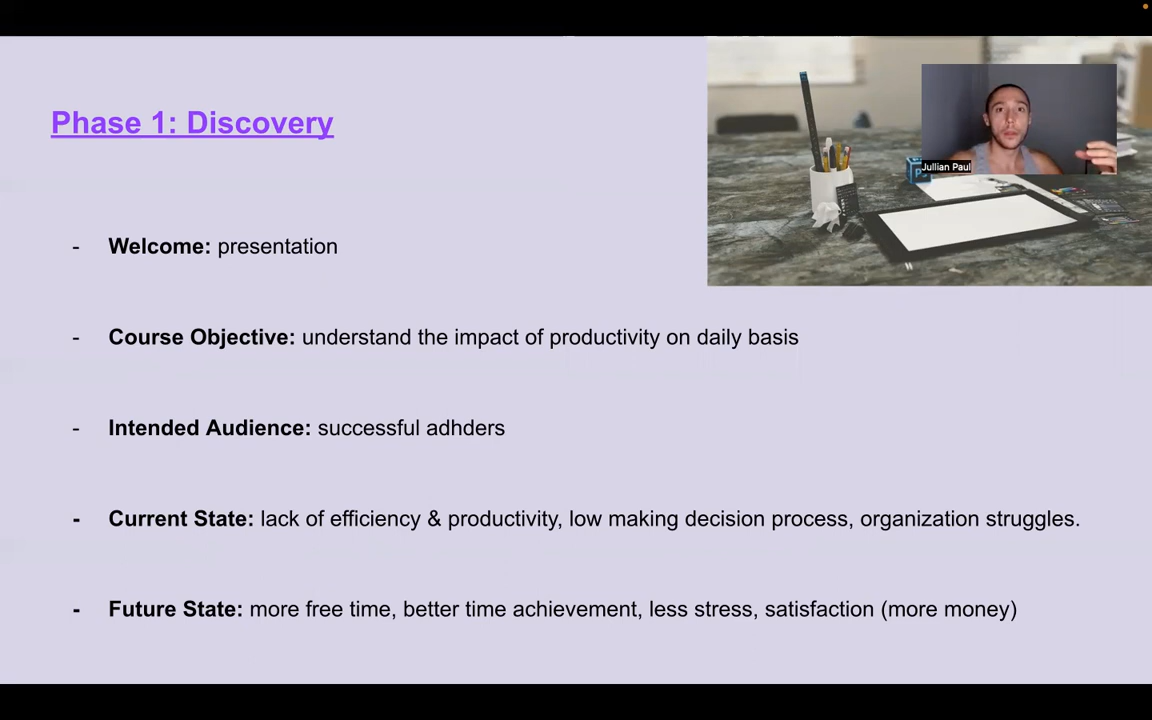 Phase 1: Discovery
Jullian Paul
- Welcome: presentation
- Course Objective: understand the impact of productivity on daily basis
- Intended Audience: successful adhders
- Current State: lack of efficiency & productivity, low making decision process, organization struggles.
- Future State: more free time, better time achievement, less stress, satisfaction (more money)